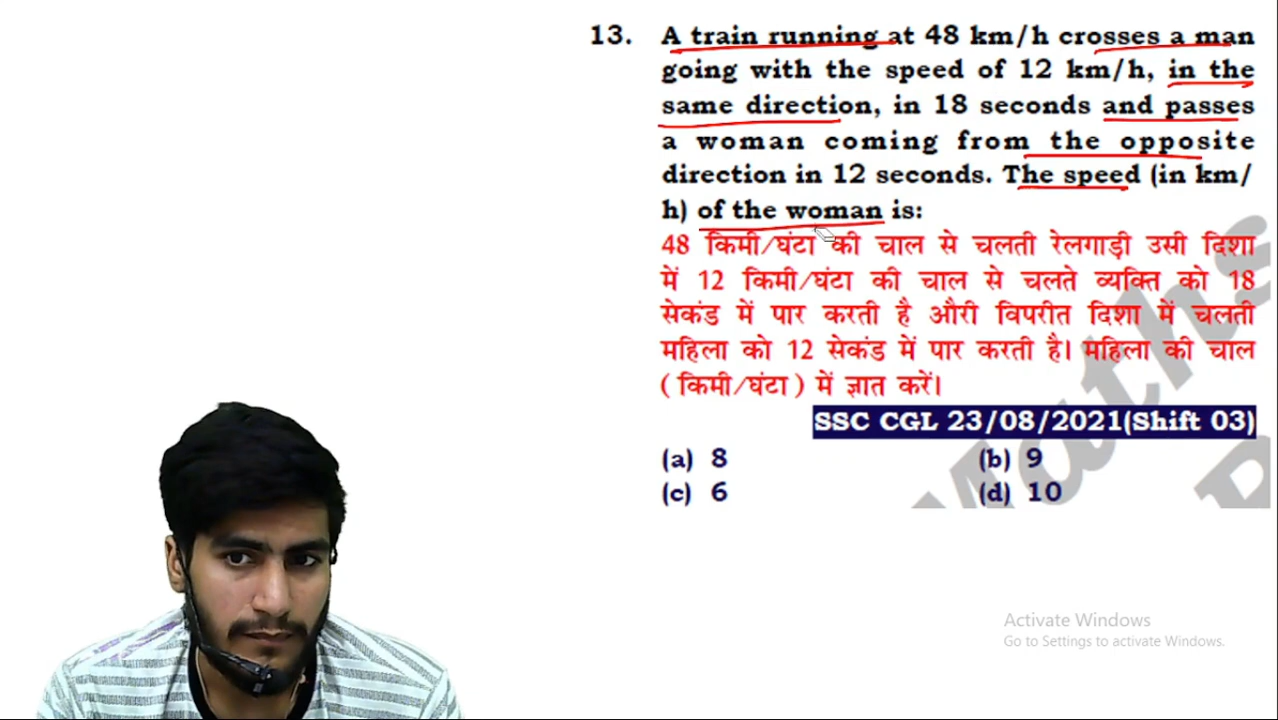 13. A train running at 48 km/h crosses a man
going with the speed of 12 km/h, in the
same direction, in 18 seconds and passes
a woman coming from the opposite
direction in 12 seconds. The speed (in km/
h) of the woman is:
48 किमी/घंटा की चाल से चलती रेलगाड़ी उसी दिशा
में 12 किमी/घंटा की चाल से चलते व्यक्ति को 18
सेकंड में पार करती है औरी विपरीत दिशा में चलती
महिला को 12 सेकंड में पार करती है। महिला की चाल
(किमी/घंटा) में ज्ञात करें।
SSC CGL 23/08/2021(Shift 03)
(a) 8 (b) 9
(c) 6 (d) 10
Maths
Activate Windows
Go to Settings to activate Windows.